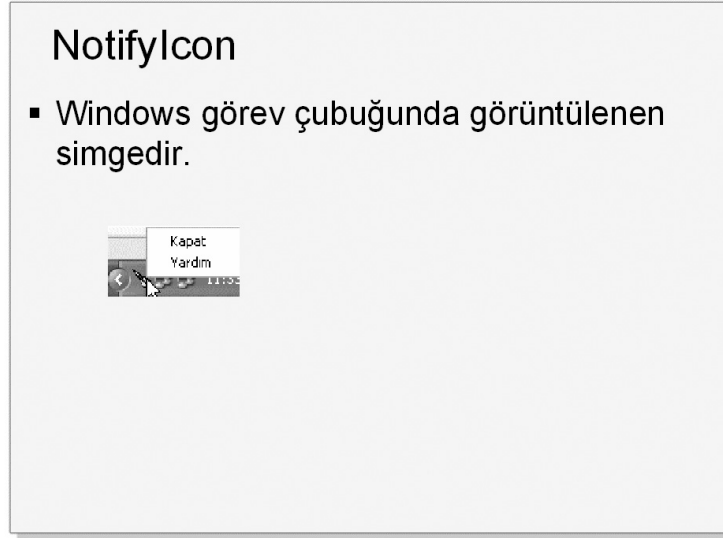 NotifyIcon
▪ Windows görev çubuğunda görüntülenen
simgedir.
Kapat
Yardım